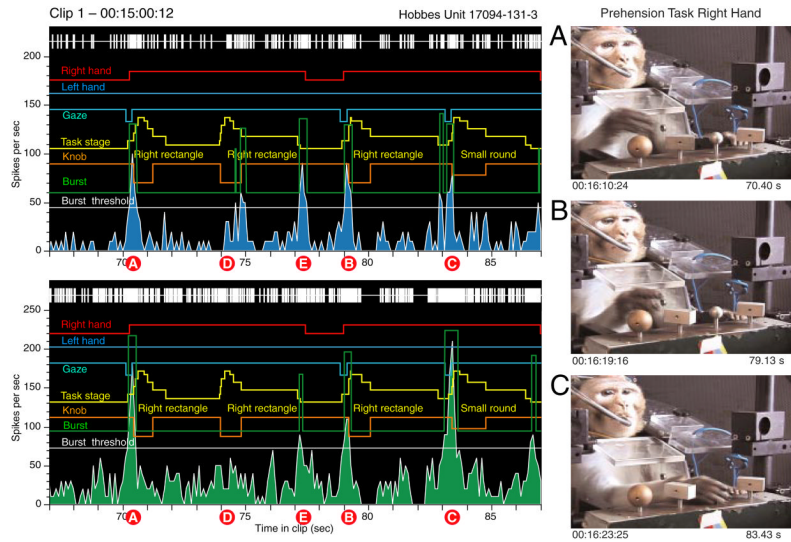 Clip 1 – 00:15:00:12
Hobbes Unit 17094-131-3
200
150
100
50
0
Spikes per sec
Right hand
Left hand
Gaze
Task stage
Knob
Burst
Burst threshold
Right rectangle
Right rectangle
Right rectangle
Small round
70
75
80
85
A
D
E
B
C
250
200
150
100
50
0
Spikes per sec
Right hand
Left hand
Gaze
Task stage
Knob
Burst
Burst threshold
Right rectangle
Right rectangle
Right rectangle
Small round
70
75
80
85
A
D
E
B
C
Time in clip (sec)
Prehension Task Right Hand
A
00:16:10:24
70.40 s
B
00:16:19:16
79.13 s
C
00:16:23:25
83.43 s